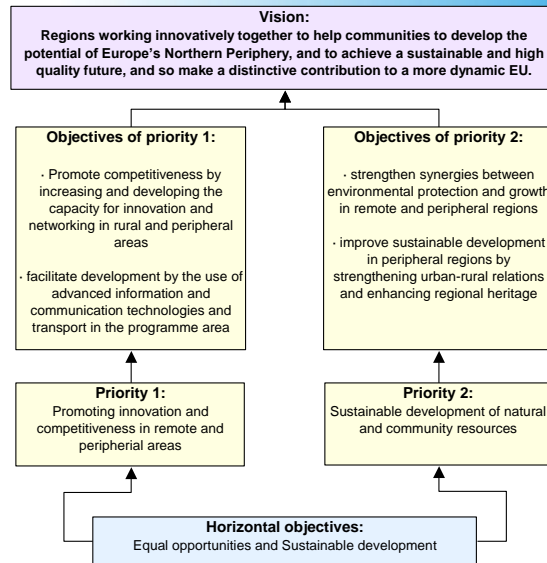 Vision:
Regions working innovatively together to help communities to develop the
potential of Europe's Northern Periphery, and to achieve a sustainable and high
quality future, and so make a distinctive contribution to a more dynamic EU.
Objectives of priority 1:
· Promote competitiveness by
increasing and developing the
capacity for innovation and
networking in rural and peripheral
areas
· facilitate development by the use of
advanced information and
communication technologies and
transport in the programme area
Objectives of priority 2:
· strengthen synergies between
environmental protection and growth
in remote and peripheral regions
· improve sustainable development
in peripheral regions by
strengthening urban-rural relations
and enhancing regional heritage
Priority 1:
Promoting innovation and
competitiveness in remote and
peripherial areas
Priority 2:
Sustainable development of natural
and community resources
Horizontal objectives:
Equal opportunities and Sustainable development